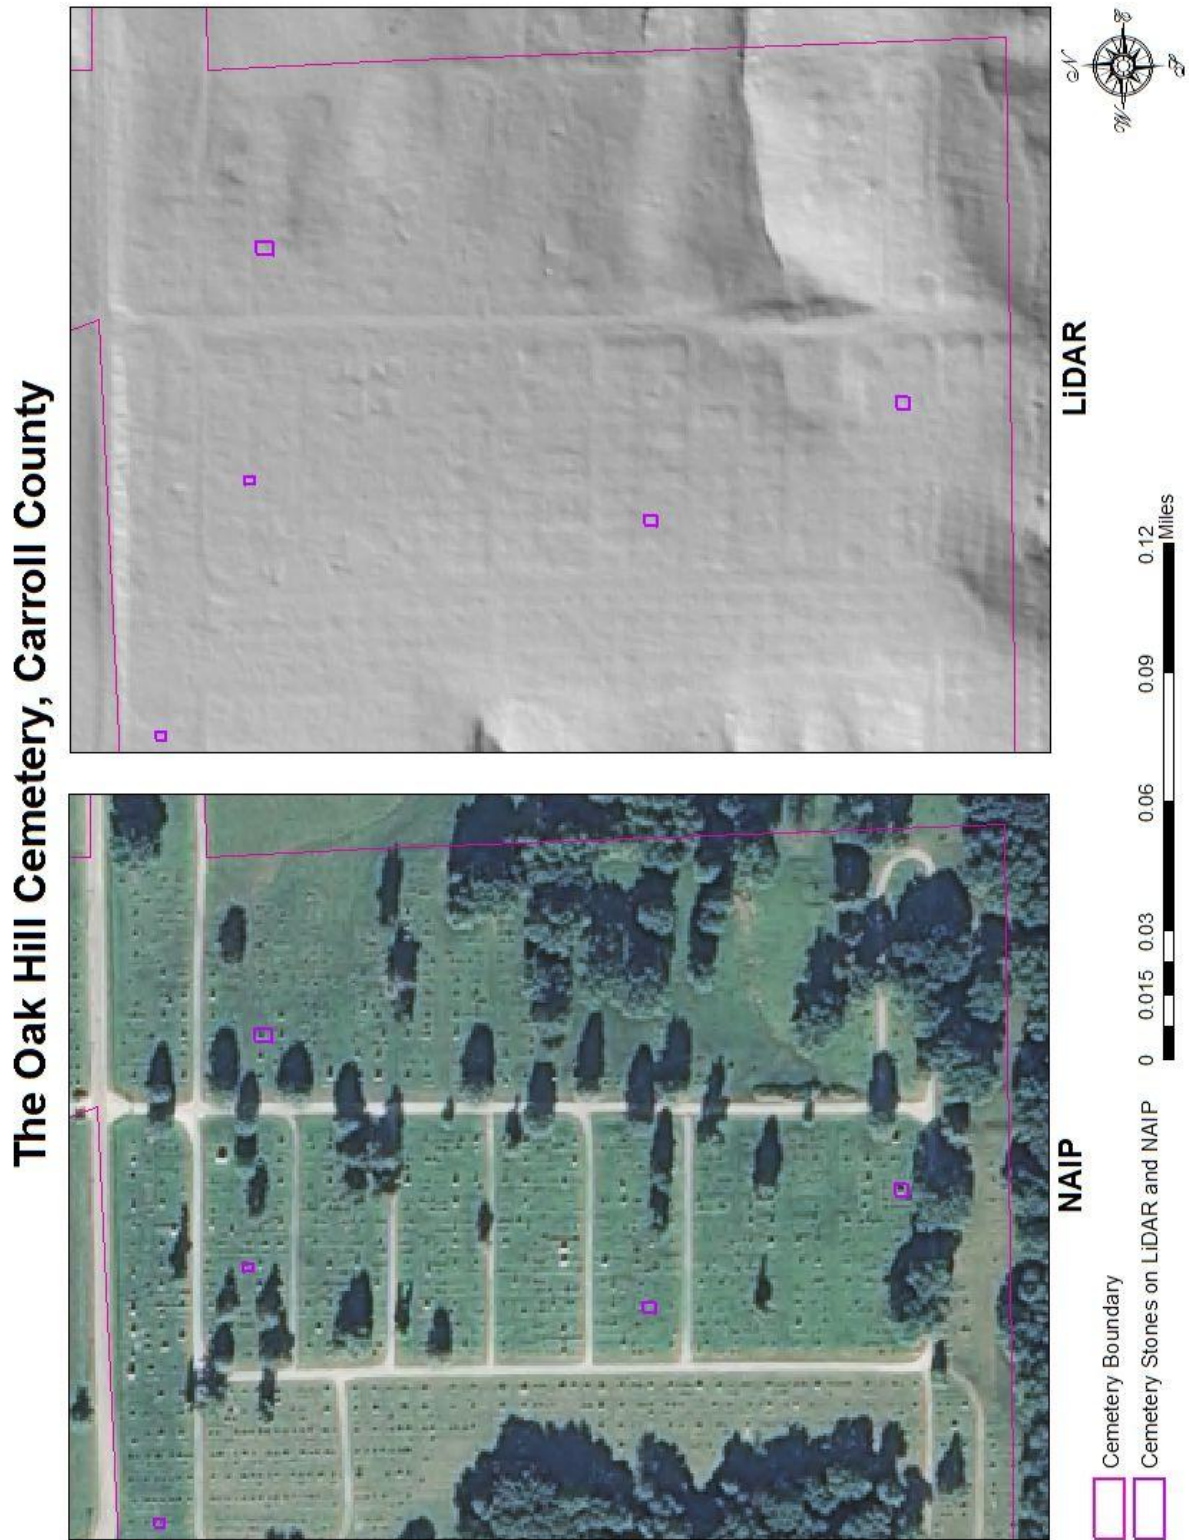 The Oak Hill Cemetery, Carroll County
NAIP
LiDAR
Cemetery Boundary
Cemetery Stones on LiDAR and NAIP
0 0.015 0.03 0.06 0.09 0.12
Miles
N
W
E
S